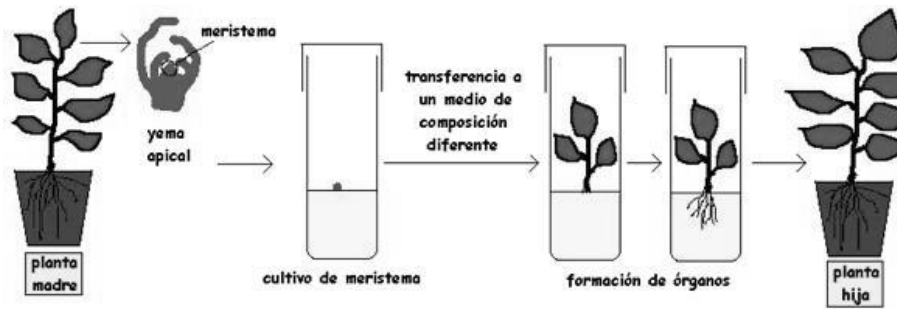 meristema
yema
apical
planta
madre
cultivo de meristema
transferencia a
un medio de
composición
diferente
formación de órganos
planta
hija